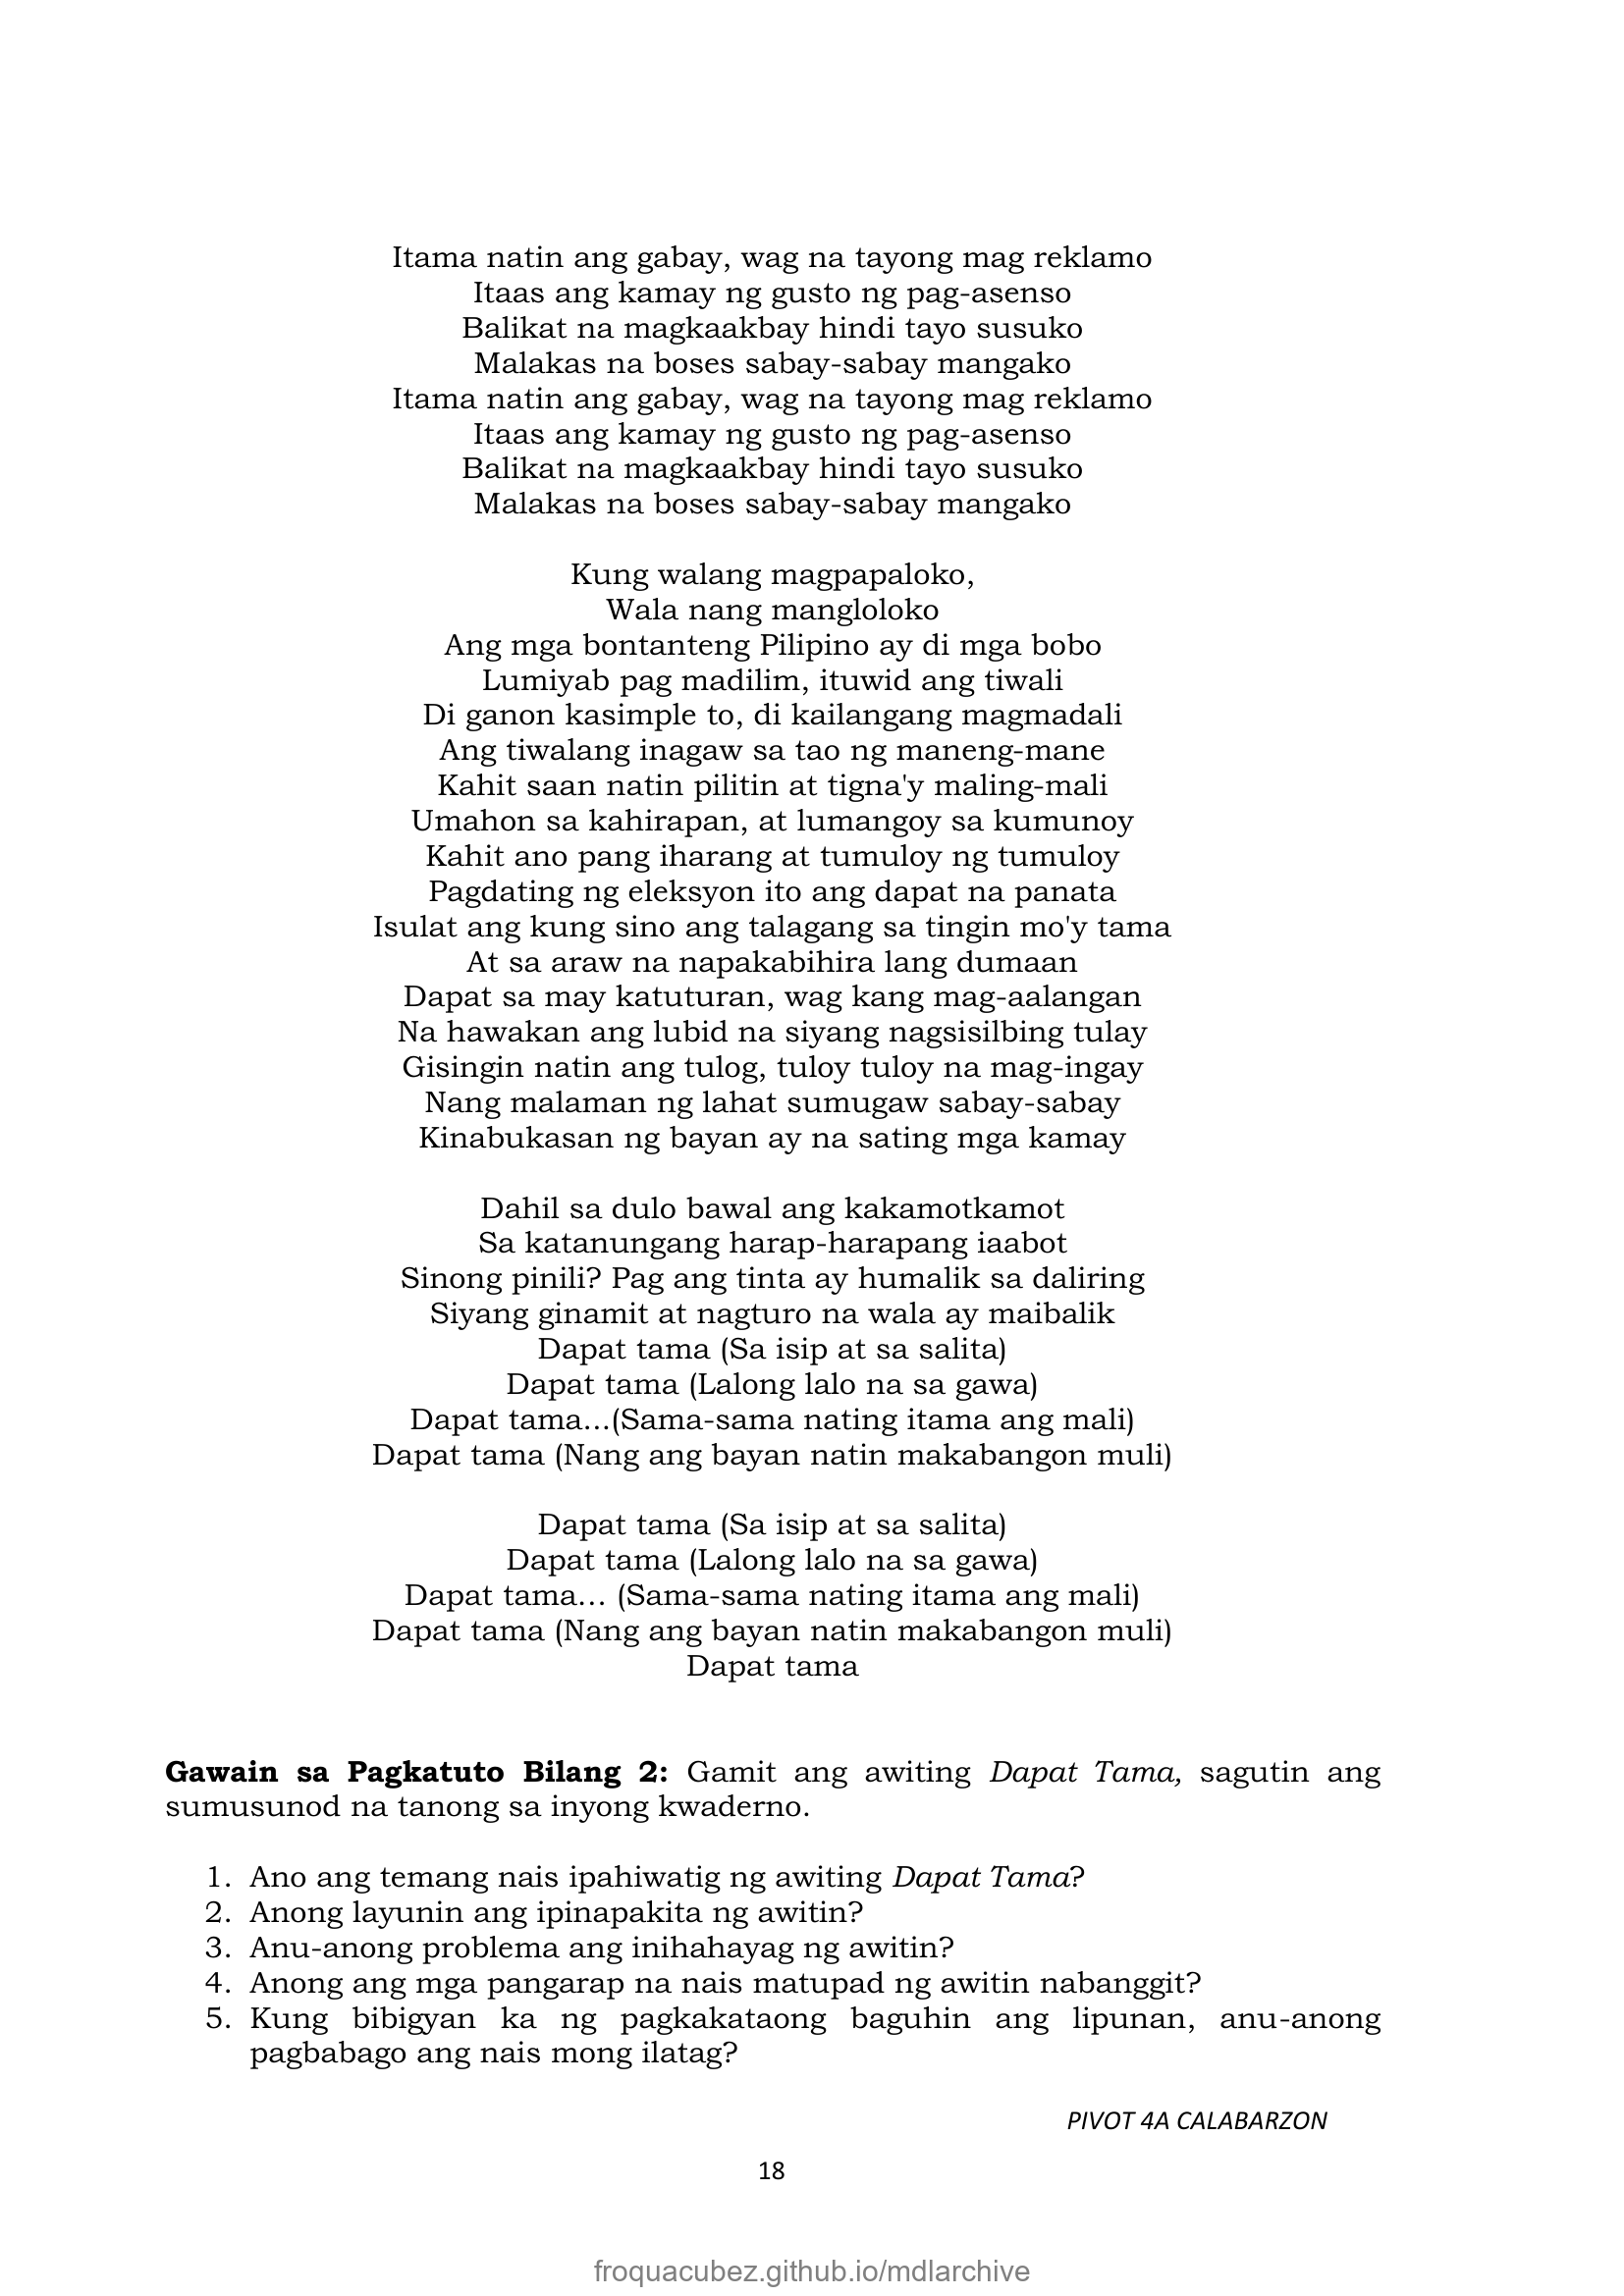 Itama natin ang gabay, wag na tayong mag reklamo
Itaas ang kamay ng gusto ng pag-asenso
Balikat na magkaakbay hindi tayo susuko
Malakas na boses sabay-sabay mangako
Itama natin ang gabay, wag na tayong mag reklamo
Itaas ang kamay ng gusto ng pag-asenso
Balikat na magkaakbay hindi tayo susuko
Malakas na boses sabay-sabay mangako
Kung walang magpapaloko,
Wala nang mangloloko
Ang mga bontanteng Pilipino ay di mga bobo
Lumiyab pag madilim, ituwid ang tiwali
Di ganon kasimple to, di kailangang magmadali
Ang tiwalang inagaw sa tao ng maneng-mane
Kahit saan natin pilitin at tigna'y maling-mali
Umahon sa kahirapan, at lumangoy sa kumunoy
Kahit ano pang iharang at tumuloy ng tumuloy
Pagdating ng eleksyon ito ang dapat na panata
Isulat ang kung sino ang talagang sa tingin mo'y tama
At sa araw na napakabihira lang dumaan
Dapat sa may katuturan, wag kang mag-aalangan
Na hawakan ang lubid na siyang nagsisilbing tulay
Gisingin natin ang tulog, tuloy tuloy na mag-ingay
Nang malaman ng lahat sumugaw sabay-sabay
Kinabukasan ng bayan ay na sating mga kamay
Dahil sa dulo bawal ang kakamotkamot
Sa katanungang harap-harapang iaabot
Sinong pinili? Pag ang tinta ay humalik sa daliring
Siyang ginamit at nagturo na wala ay maibalik
Dapat tama (Sa isip at sa salita)
Dapat tama (Lalong lalo na sa gawa)
Dapat tama...(Sama-sama nating itama ang mali)
Dapat tama (Nang ang bayan natin makabangon muli)
Dapat tama (Sa isip at sa salita)
Dapat tama (Lalong lalo na sa gawa)
Dapat tama... (Sama-sama nating itama ang mali)
Dapat tama (Nang ang bayan natin makabangon muli)
Dapat tama
Gawain sa Pagkatuto Bilang 2: Gamit ang awiting Dapat Tama, sagutin ang
sumusunod na tanong sa inyong kwaderno.
1. Ano ang temang nais ipahiwatig ng awiting Dapat Tama?
2. Anong layunin ang ipinapakita ng awitin?
3. Anu-anong problema ang inihahayag ng awitin?
4. Anong ang mga pangarap na nais matupad ng awitin nabanggit?
5. Kung bibigyan ka ng pagkakataong baguhin ang lipunan, anu-anong
pagbabago ang nais mong ilatag?
PIVOT 4A CALABARZON
18
froquacubez.github.io/mdlarchive